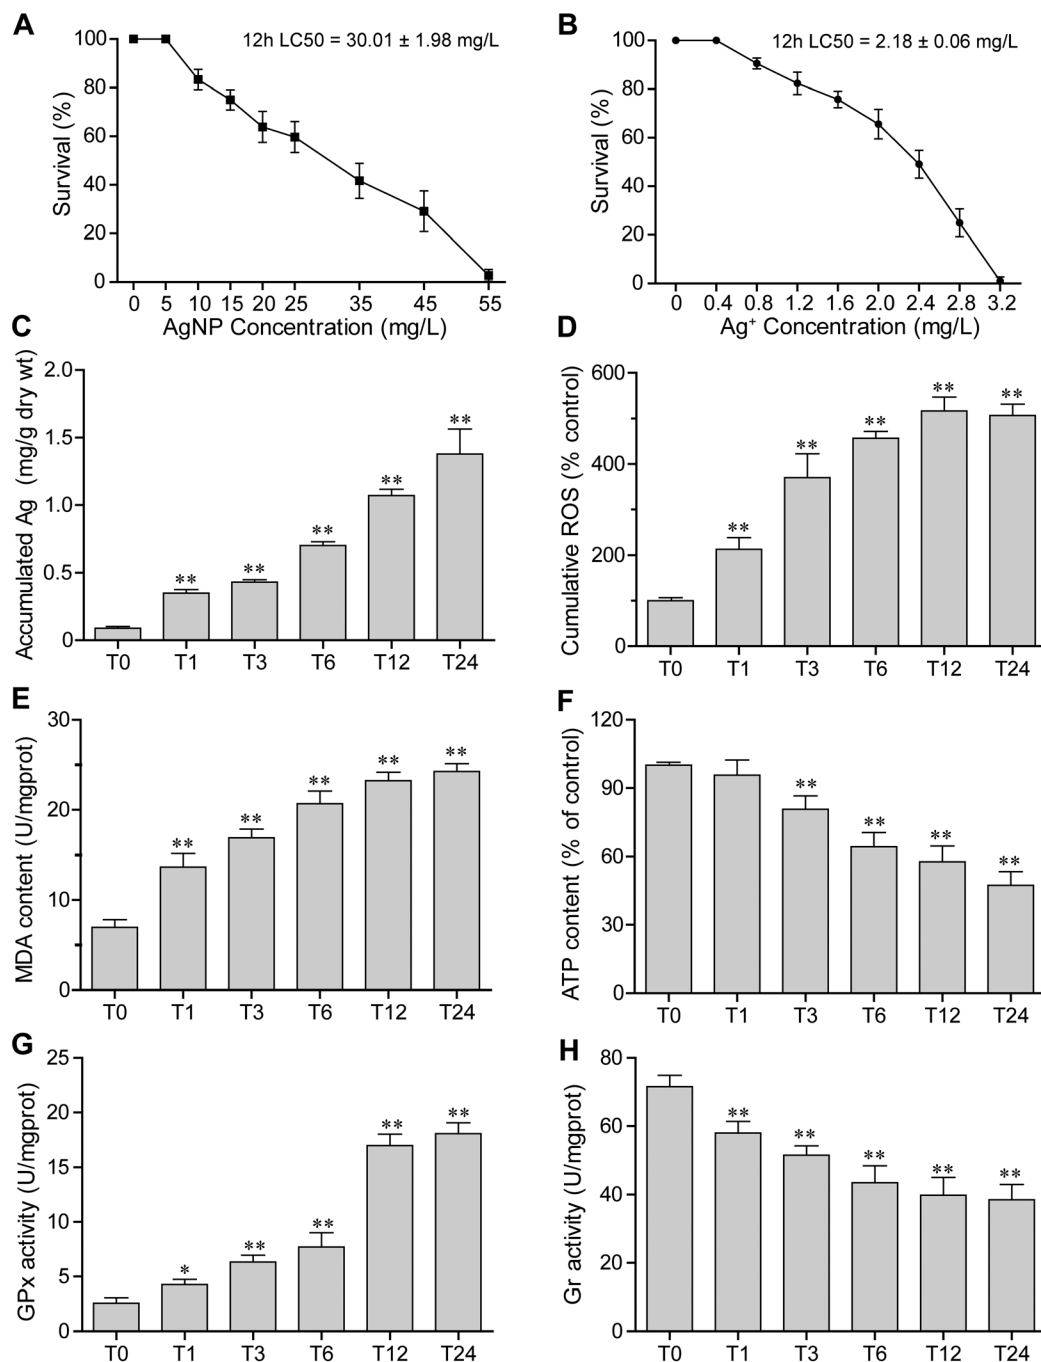 A
12h LC50 = 30.01 ± 1.98 mg/L
100
80
60
40
20
0
Survival (%)
0 5 10 15 20 25 35 45 55
AgNP Concentration (mg/L)
B
12h LC50 = 2.18 ± 0.06 mg/L
100
80
60
40
20
0
Survival (%)
0 0.4 0.8 1.2 1.6 2.0 2.4 2.8 3.2
Ag⁺ Concentration (mg/L)
C
2.0
1.5
1.0
0.5
0
Accumulated Ag (mg/g dry wt)
** ** ** ** **
T0 T1 T3 T6 T12 T24
D
600
400
200
0
Cumulative ROS (% control)
** ** ** ** **
T0 T1 T3 T6 T12 T24
E
30
20
10
0
MDA content (U/mgprot)
** ** ** ** **
T0 T1 T3 T6 T12 T24
F
120
90
60
30
0
ATP content (% of control)
** ** ** **
T0 T1 T3 T6 T12 T24
G
25
20
15
10
5
0
GPx activity (U/mgprot)
* ** ** ** **
T0 T1 T3 T6 T12 T24
H
80
60
40
20
0
Gr activity (U/mgprot)
** ** ** ** **
T0 T1 T3 T6 T12 T24